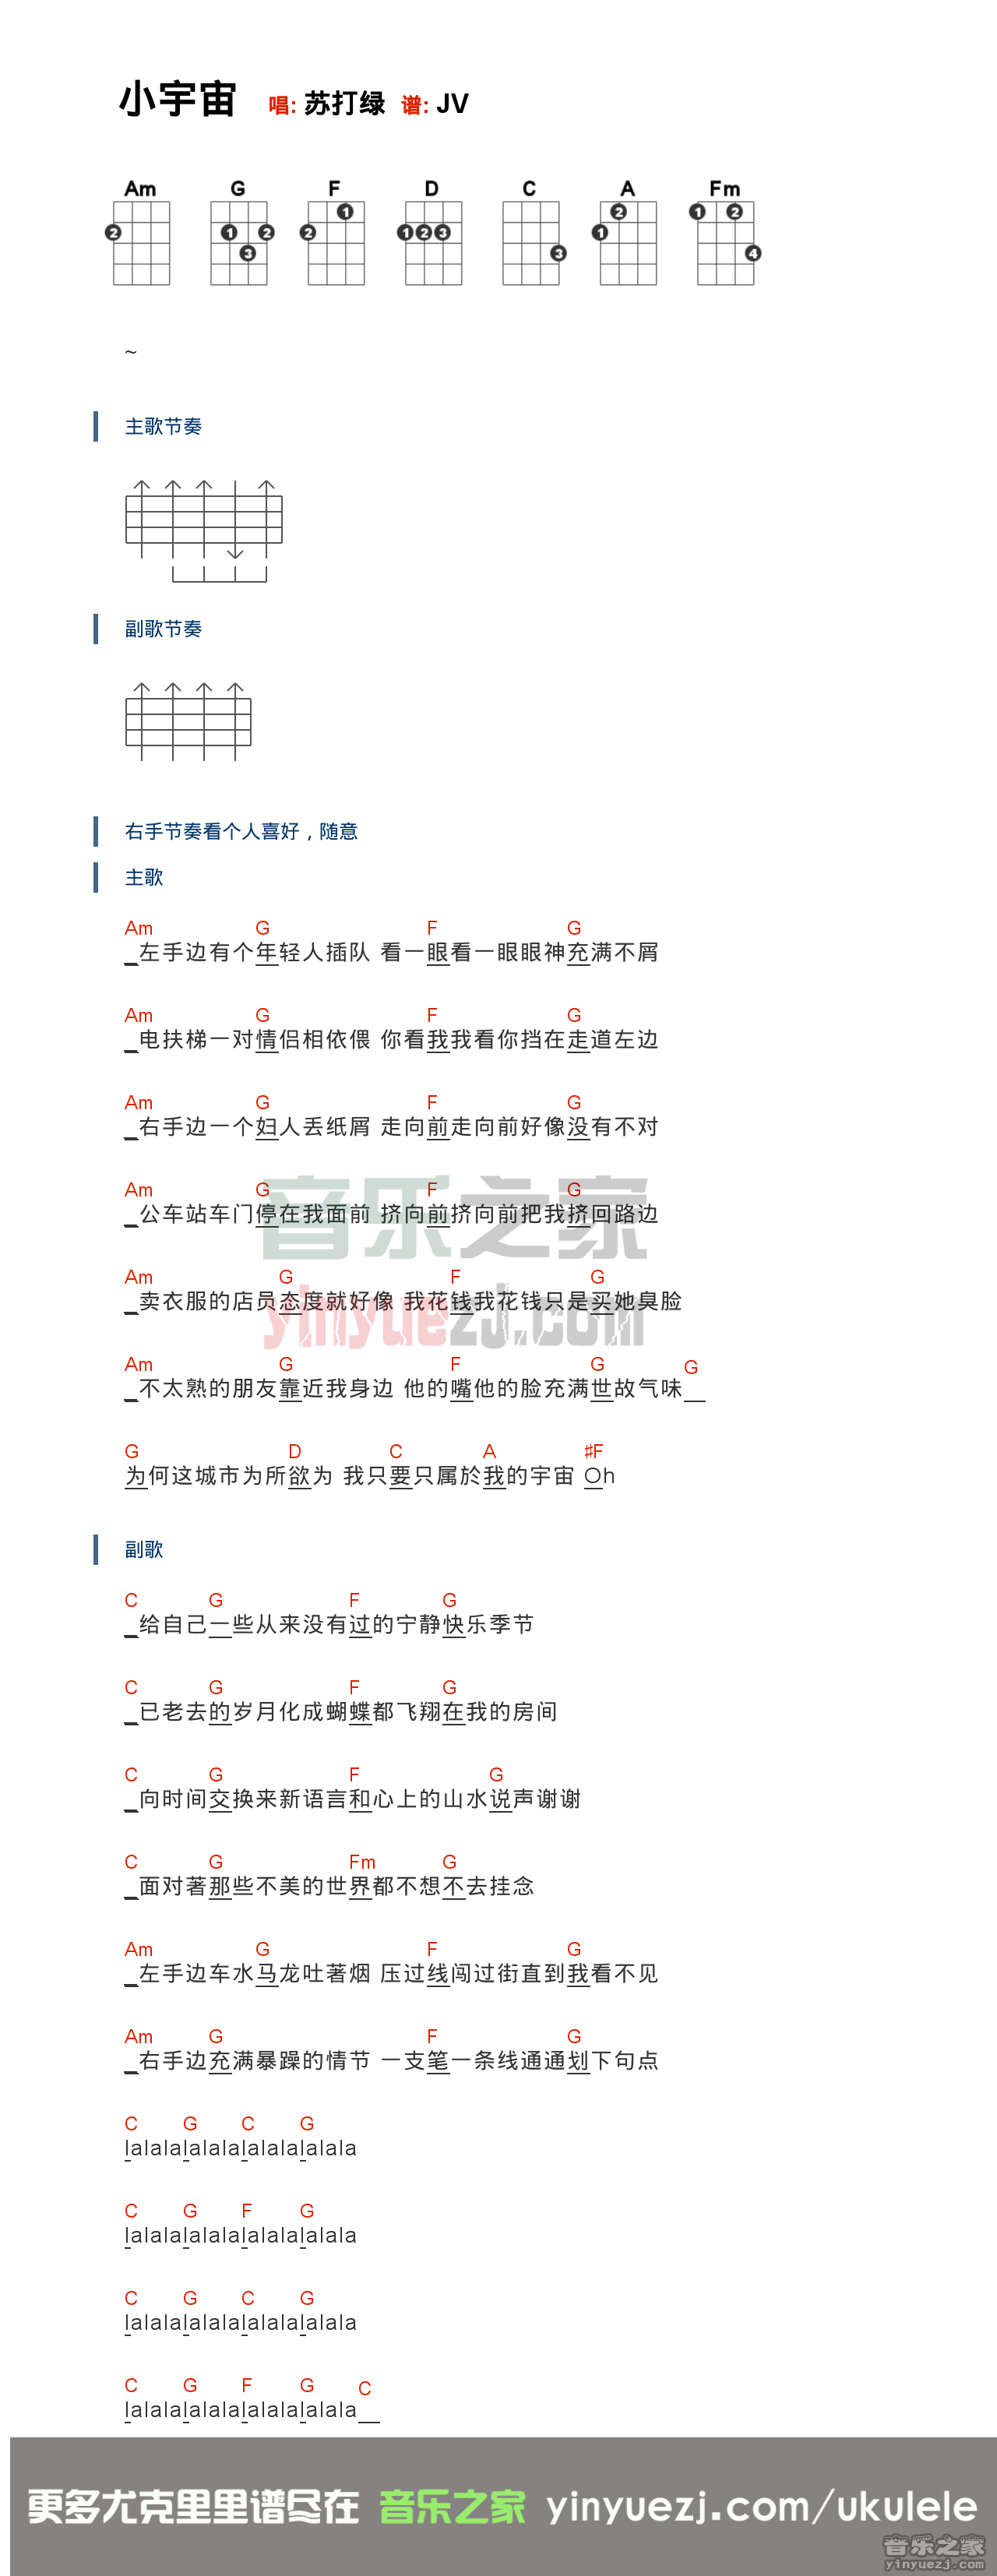 小宇宙 唱: 苏打绿 谱: JV
Am G F D C A Fm
2 1 2 3 2 1 1 2 3 3 2 1 1 2 4
~
主歌节奏
副歌节奏
右手节奏看个人喜好，随意
主歌
Am G F G
_左手边有个年轻人插队 看一眼看一眼眼神充满不屑
Am G F G
_电扶梯一对情侣相依偎 你看我我看你挡在走道左边
Am G F G
_右手边一个妇人丢纸屑 走向前走向前好像没有不对
Am G F G
_公车站车门停在我面前 挤向前挤向前把我挤回路边
音乐之家
Am G F G
_卖衣服的店员态度就好像 我花钱我花钱只是买她臭脸
yinyuezj.com
Am G F G G
_不太熟的朋友靠近我身边 他的嘴他的脸充满世故气味__
G D C A ♯F
为何这城市为所欲为 我只要只属於我的宇宙 Oh
副歌
C G F G
_给自己一些从来没有过的宁静快乐季节
C G F G
_已老去的岁月化成蝴蝶都飞翔在我的房间
C G F G
_向时间交换来新语言和心上的山水说声谢谢
C G Fm G
_面对著那些不美的世界都不想不去挂念
Am G F G
_左手边车水马龙吐著烟 压过线闯过街直到我看不见
Am G F G
_右手边充满暴躁的情节 一支笔一条线通通划下句点
C G C G
lalalalalalalalalalala
C G F G
lalalalalalalalalalala
C G C G
lalalalalalalalalalala
C G F G C
lalalalalalalalalalala__
更多尤克里里谱尽在 音乐之家 yinyuezj.com/ukulele
音乐之家
yinyuezj.com